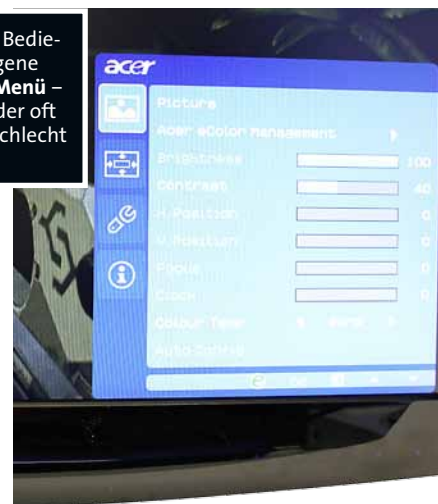 Bedie-
gene
Menü –
der oft
schlecht
acer
Picture
Acer eColor Management
Brightness 100
Contrast 40
H. Position 0
V. Position 0
Focus 0
Clock 0
Colour Temp
Auto Config